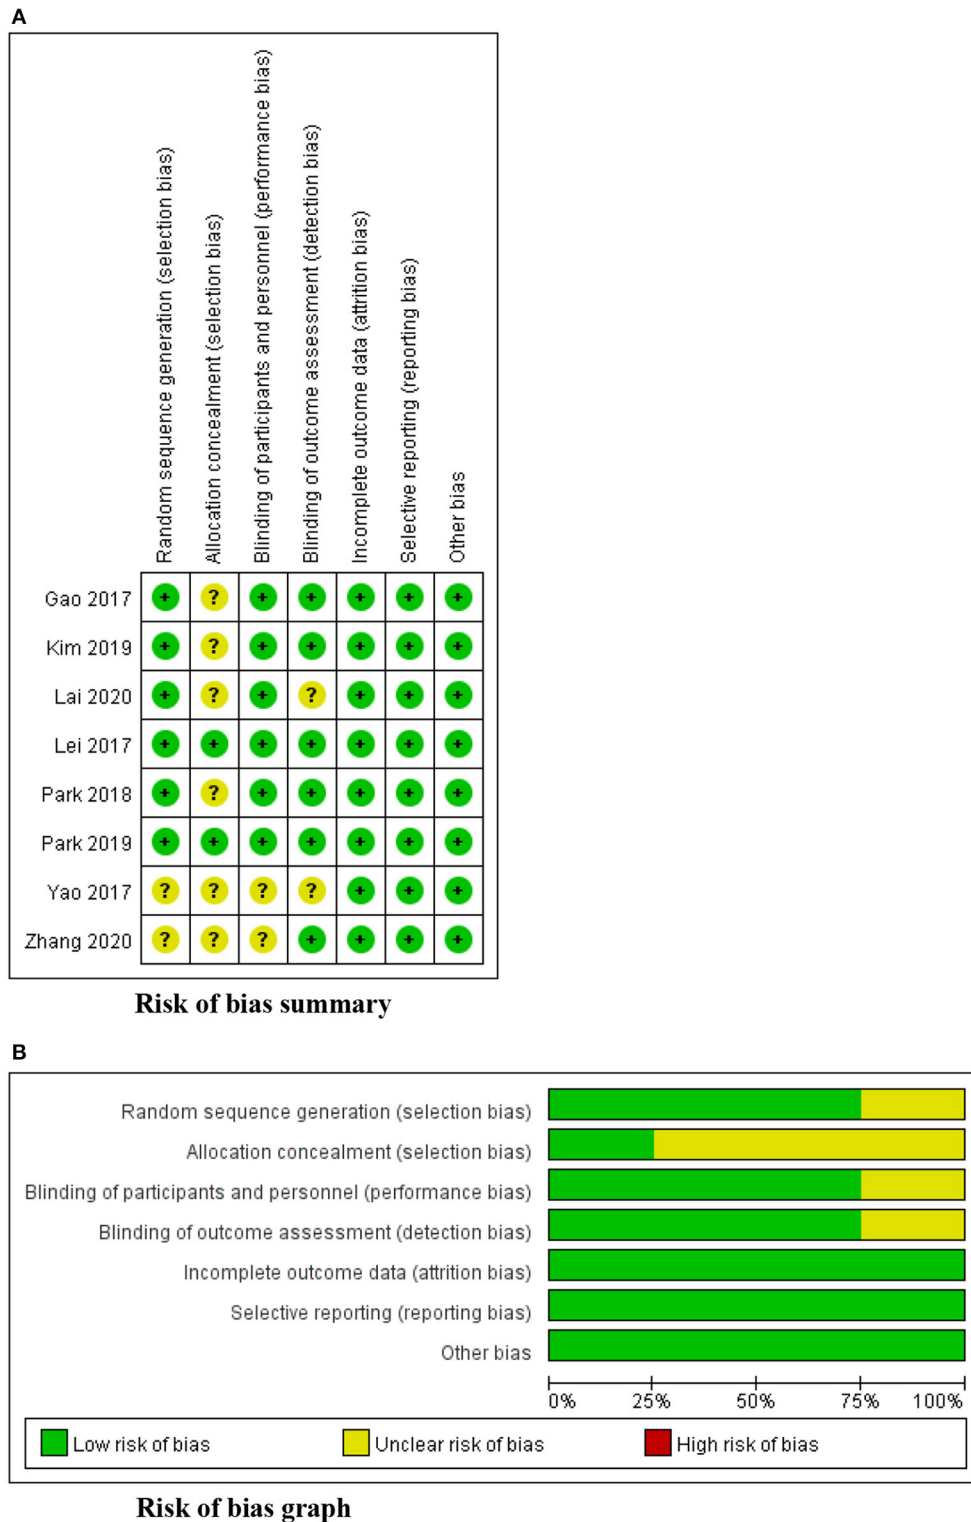 A
Random sequence generation (selection bias)
Allocation concealment (selection bias)
Blinding of participants and personnel (performance bias)
Blinding of outcome assessment (detection bias)
Incomplete outcome data (attrition bias)
Selective reporting (reporting bias)
Other bias
Gao 2017 + ? + + + + +
Kim 2019 + ? + + + + +
Lai 2020 + ? + ? + + +
Lei 2017 + + + + + + +
Park 2018 + ? + + + + +
Park 2019 + + + + + + +
Yao 2017 ? ? ? ? + + +
Zhang 2020 ? ? ? + + + +
Risk of bias summary
B
Random sequence generation (selection bias)
Allocation concealment (selection bias)
Blinding of participants and personnel (performance bias)
Blinding of outcome assessment (detection bias)
Incomplete outcome data (attrition bias)
Selective reporting (reporting bias)
Other bias
0% 25% 50% 75% 100%
Low risk of bias Unclear risk of bias High risk of bias
Risk of bias graph